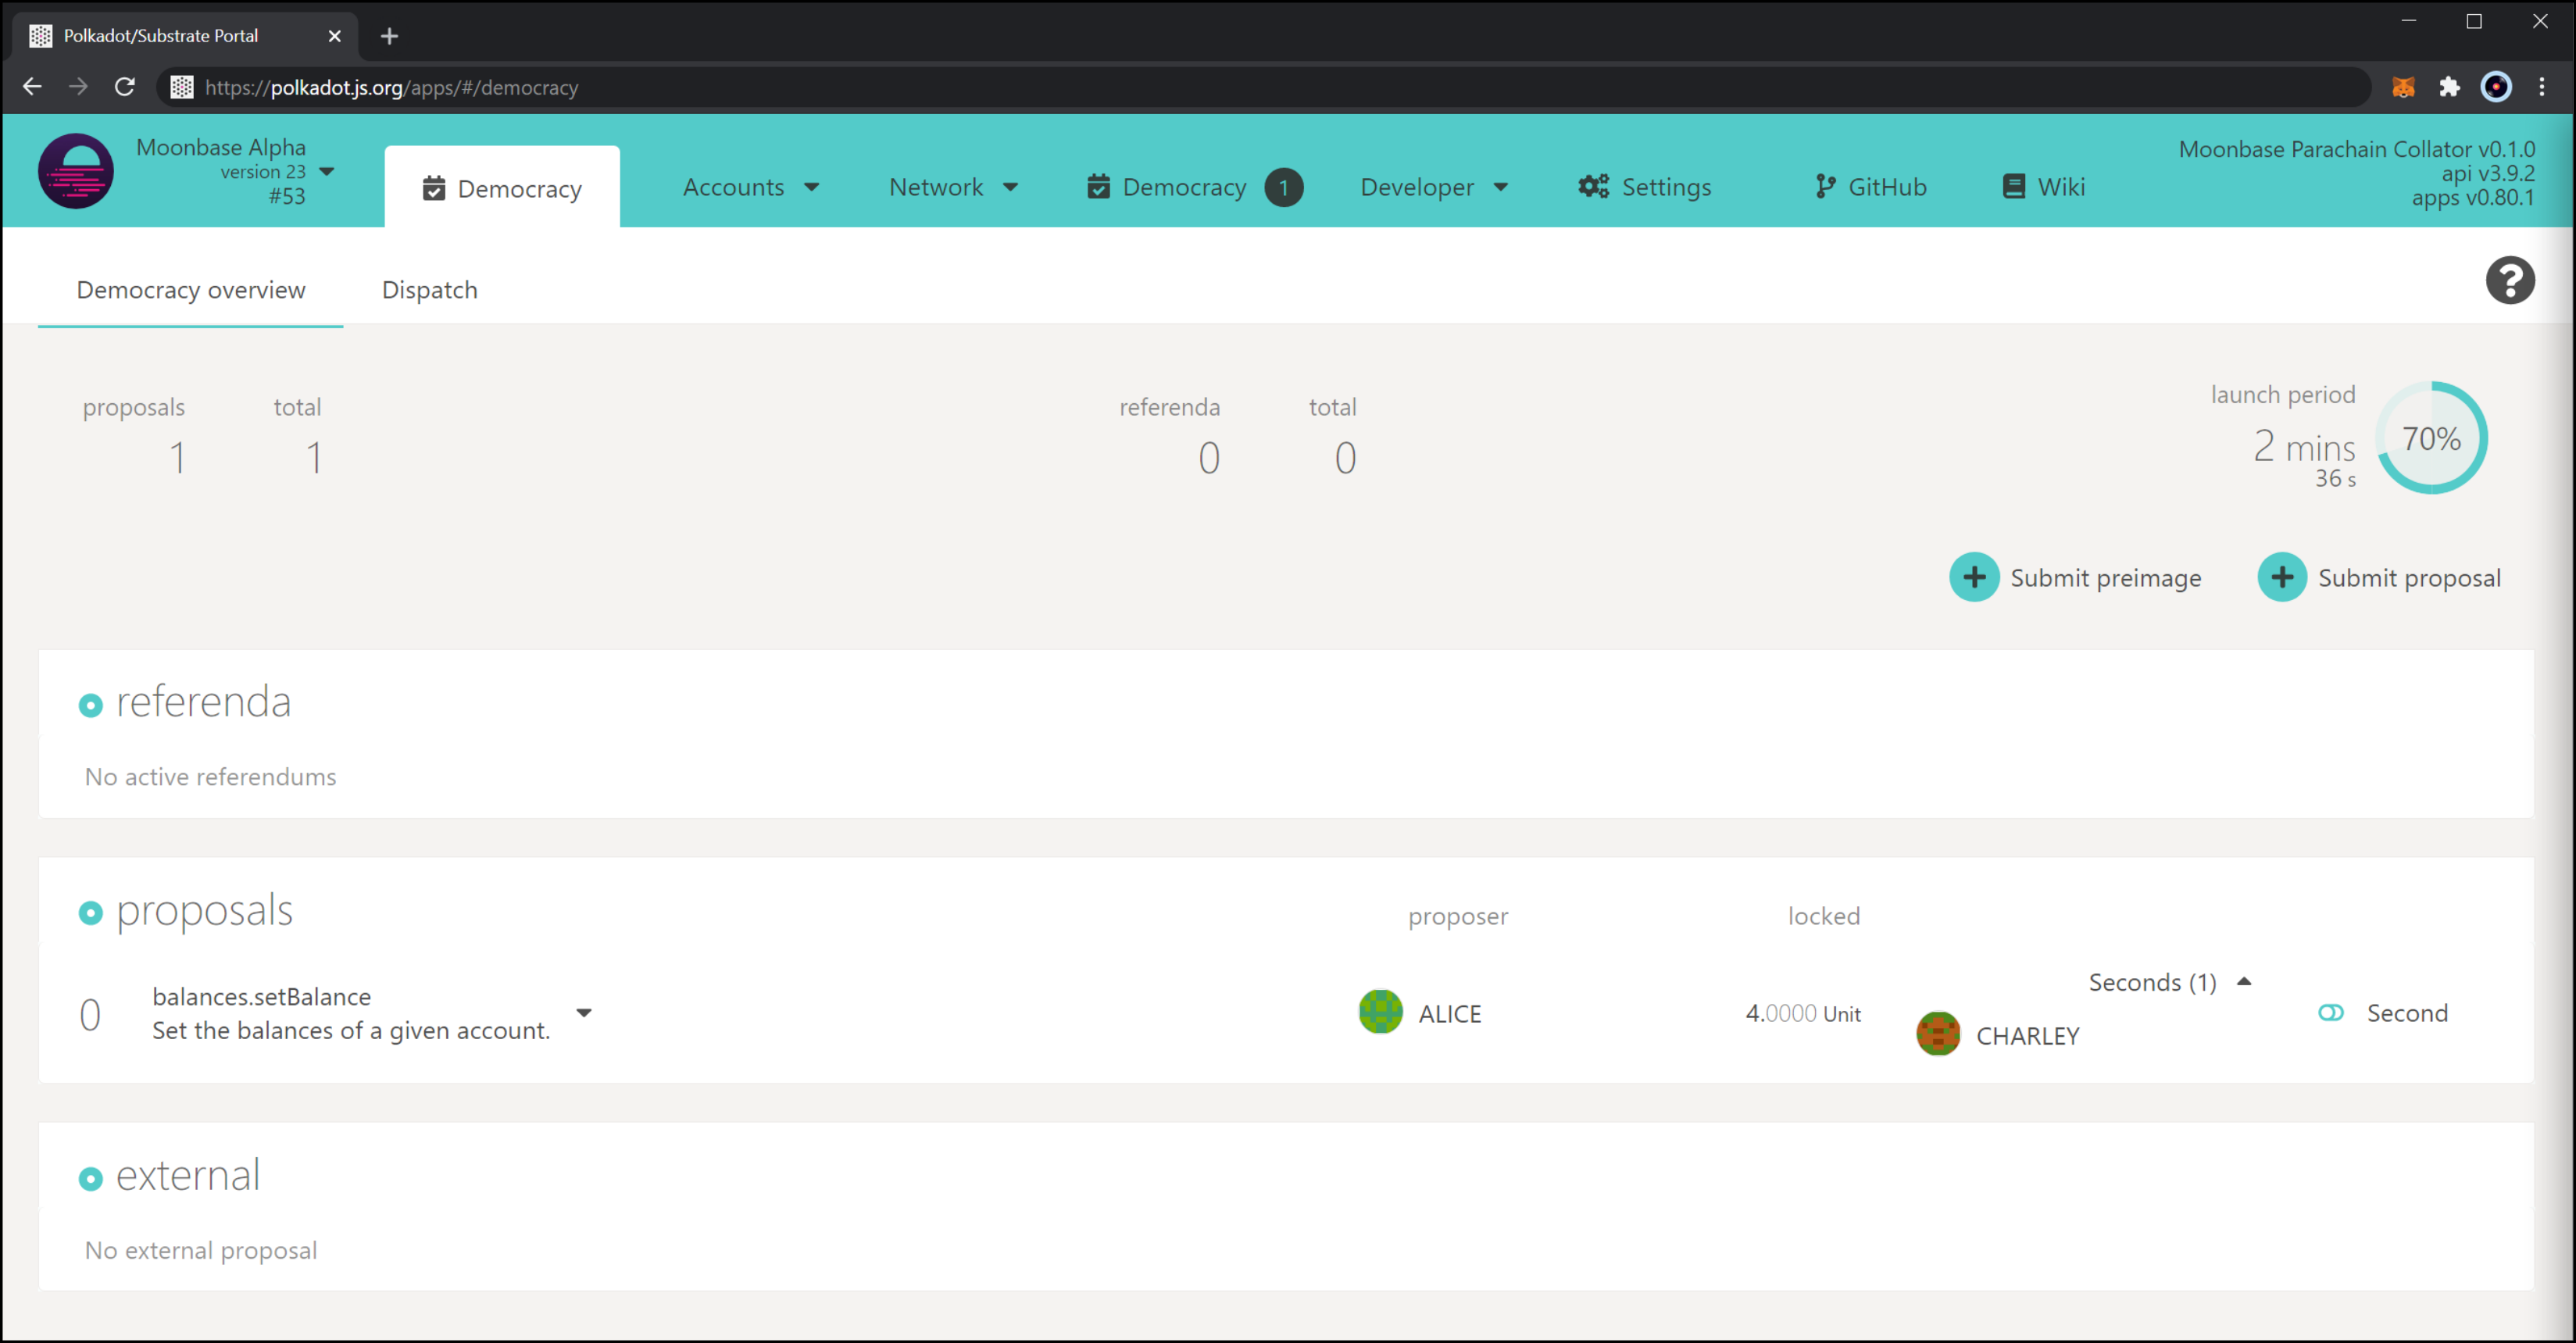 Polkadot/Substrate Portal
https://polkadot.js.org/apps/#/democracy
Moonbase Alpha
version 23
#53
Democracy
Accounts
Network
Democracy 1
Developer
Settings
GitHub
Wiki
Moonbase Parachain Collator v0.1.0
api v3.9.2
apps v0.80.1
Democracy overview
Dispatch
proposals
1
total
1
referenda
0
total
0
launch period
2 mins
36 s
70%
Submit preimage
Submit proposal
referenda
No active referendums
proposals
proposer
locked
0
balances.setBalance
Set the balances of a given account.
ALICE
4.0000 Unit
Seconds (1)
CHARLEY
Second
external
No external proposal